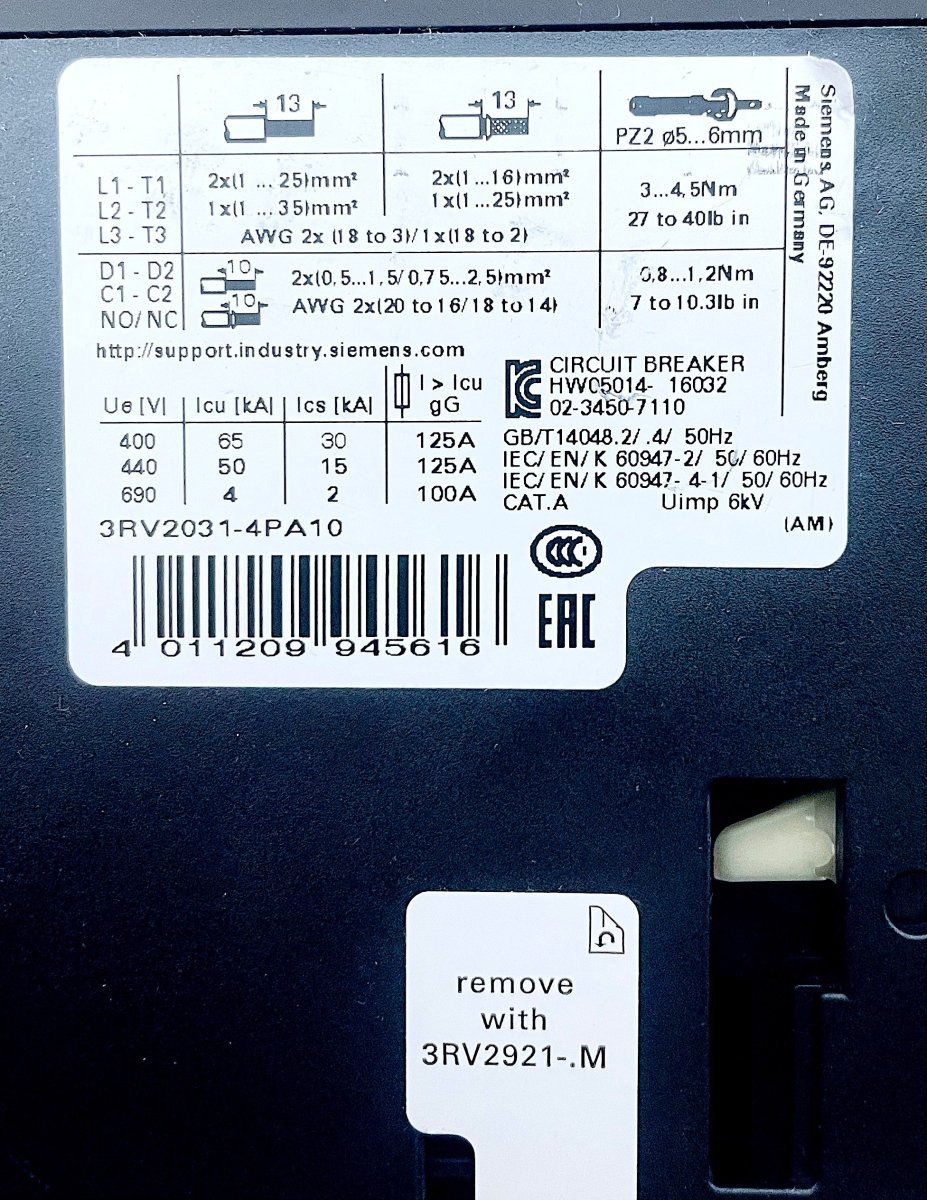 13
13
PZ2 ø5...6mm
L1 - T1
L2 - T2
L3 - T3
2x(1 ... 25)mm²
1x(1 ... 35)mm²
2x(1 ...16)mm²
1x(1...25)mm²
AWG 2x (18 to 3)/1x(18 to 2)
3...4,5Nm
27 to 40lb in
D1 - D2
C1 - C2
NO/NC
10
10
2x(0,5...1,5/0,75...2,5)mm²
AWG 2x(20 to 16/18 to 14)
0,8...1,2Nm
7 to 10.3lb in
Siemens AG, DE-92220 Amberg
Made in Germany
http://support.industry.siemens.com
Ue [V] Icu [kA] Ics [kA] I > Icu gG
400 65 30 125A
440 50 15 125A
690 4 2 100A
CIRCUIT BREAKER
HW05014- 16032
02-3450-7110
GB/T14048.2/ .4/ 50Hz
IEC/EN/K 60947-2/ 50/60Hz
IEC/EN/K 60947- 4-1/ 50/60Hz
CAT.A Uimp 6kV
(AM)
3RV2031-4PA10
4 011209 945616
CCC
EAC
remove
with
3RV2921-.M